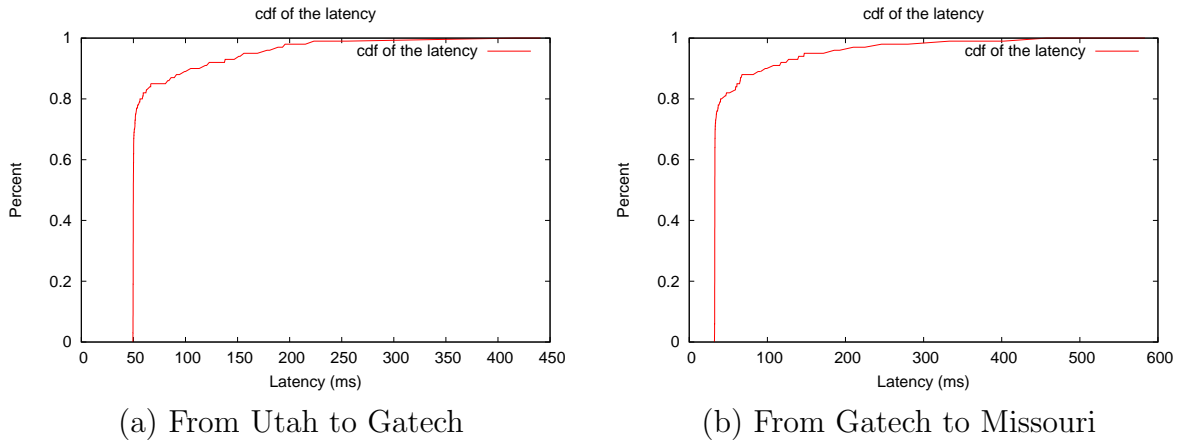 cdf of the latency
1
0.8
0.6
0.4
0.2
0
Percent
cdf of the latency
0 50 100 150 200 250 300 350 400 450
Latency (ms)
(a) From Utah to Gatech
cdf of the latency
1
0.8
0.6
0.4
0.2
0
Percent
cdf of the latency
0 100 200 300 400 500 600
Latency (ms)
(b) From Gatech to Missouri